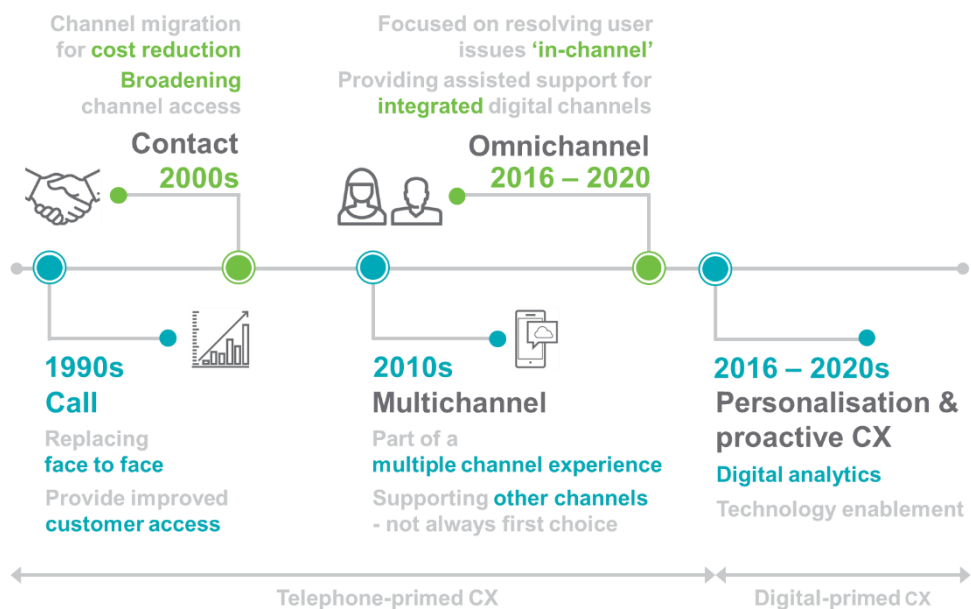 Channel migration
for cost reduction
Broadening
channel access
Contact
2000s
Focused on resolving user
issues ‘in-channel’
Providing assisted support for
integrated digital channels
Omnichannel
2016 – 2020
1990s
Call
Replacing
face to face
Provide improved
customer access
2010s
Multichannel
Part of a
multiple channel experience
Supporting other channels
- not always first choice
2016 – 2020s
Personalisation &
proactive CX
Digital analytics
Technology enablement
Telephone-primed CX
Digital-primed CX